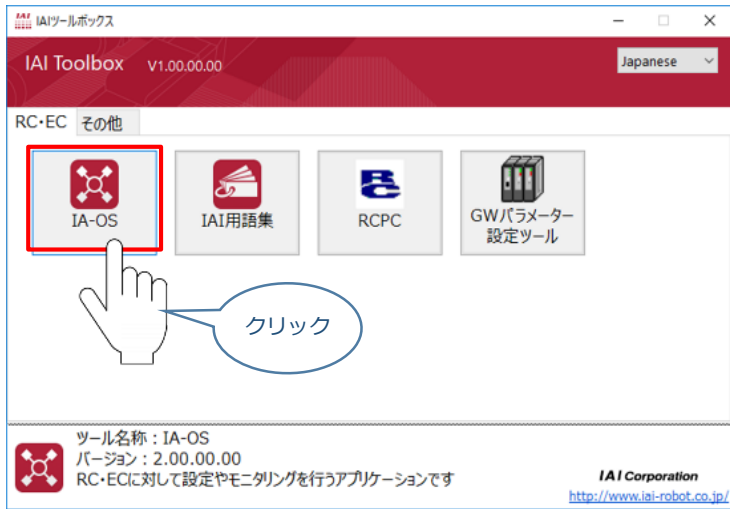 IAI IAIツールボックス
IAI Toolbox V1.00.00.00
Japanese
RC・EC その他
IA-OS
IAI用語集
RCPC
GWパラメーター
設定ツール
クリック
ツール名称：IA-OS
バージョン：2.00.00.00
RC・ECに対して設定やモニタリングを行うアプリケーションです
IAI Corporation
http://www.iai-robot.co.jp/